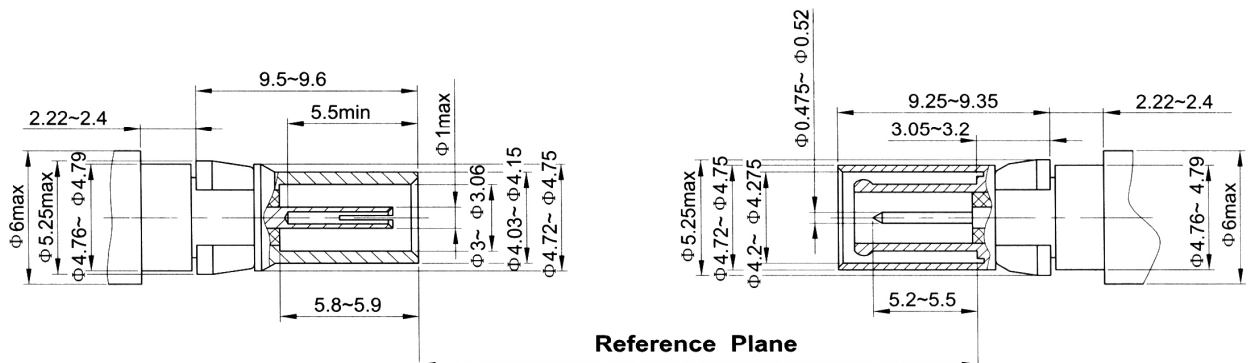 9.5~9.6
5.5min
2.22~2.4
Φ6max
Φ5.25max
Φ4.76~ Φ4.79
Φ1max
Φ3~ Φ3.06
Φ4.03~ Φ4.15
Φ4.72~ Φ4.75
5.8~5.9
Φ0.475~ Φ0.52
9.25~9.35
3.05~3.2
2.22~2.4
Φ5.25max
Φ4.72~ Φ4.75
Φ4.2~ Φ4.275
Φ4.76~ 4.79
Φ6max
5.2~5.5
Reference Plane